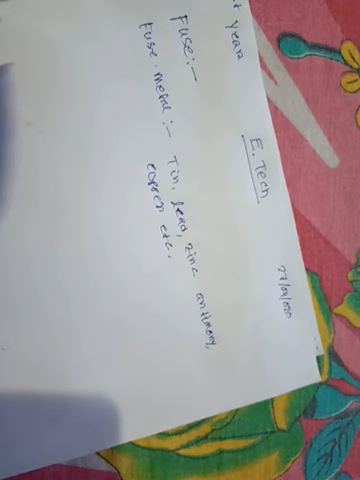 year
E. Tech
Fuse:-
Fuse. metal:- Tin, lead, zinc antimony,
copper etc.